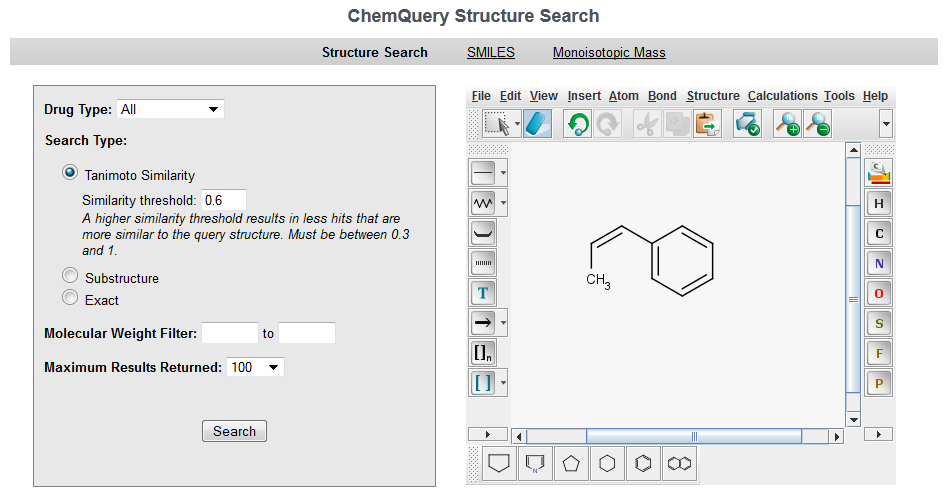 ChemQuery Structure Search
Structure Search SMILES Monoisotopic Mass
Drug Type: All
Search Type:
Tanimoto Similarity
Similarity threshold: 0.6
A higher similarity threshold results in less hits that are
more similar to the query structure. Must be between 0.3
and 1.
Substructure
Exact
Molecular Weight Filter: to
Maximum Results Returned: 100
Search
File Edit View Insert Atom Bond Structure Calculations Tools Help
H
C
N
O
S
F
P
T
[]n
[ ]
CH3
N